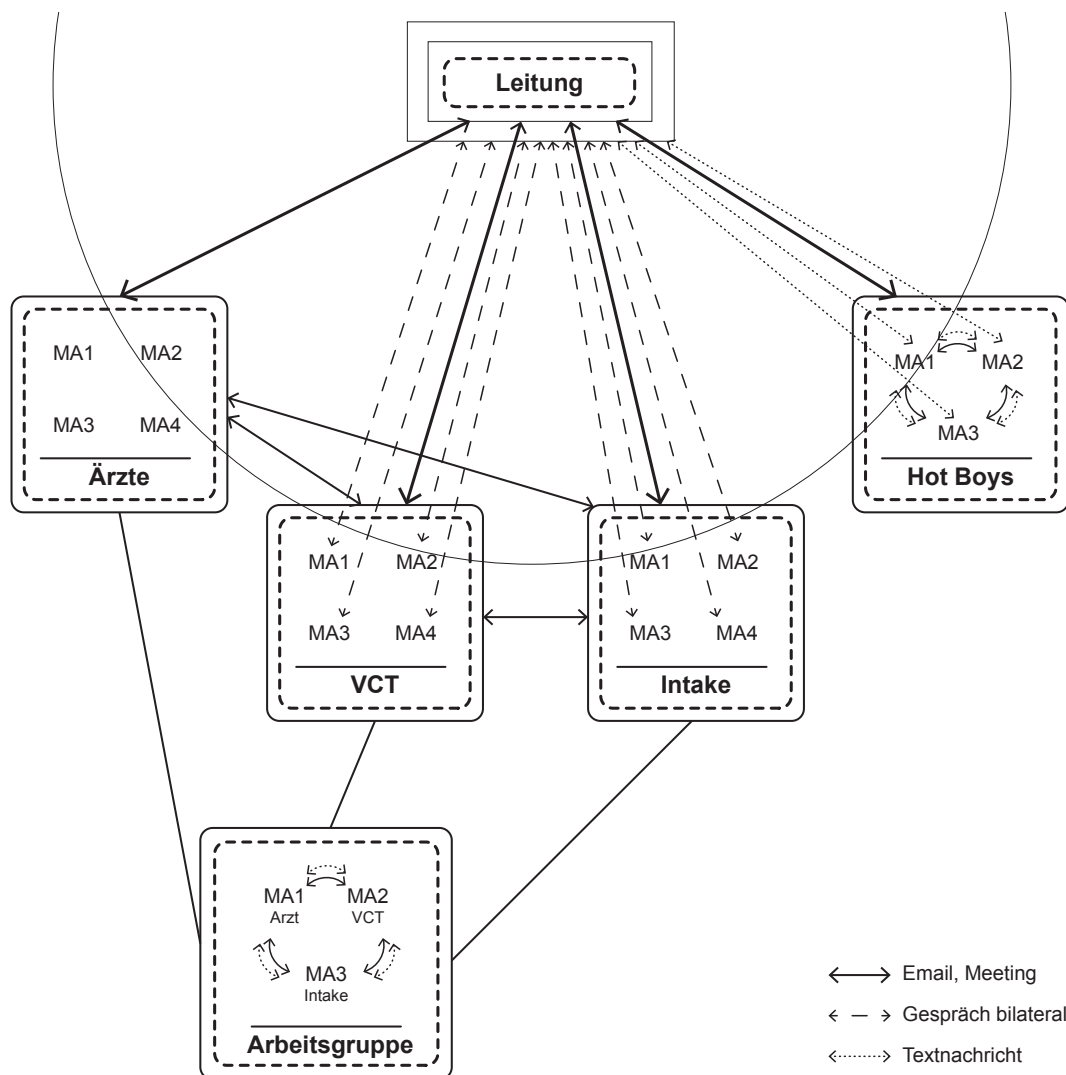 Leitung
MA1 MA2
MA3 MA4
Ärzte
MA1 MA2
MA3
Hot Boys
MA1 MA2
MA3 MA4
VCT
MA1 MA2
MA3 MA4
Intake
MA1 MA2
Arzt VCT
MA3
Intake
Arbeitsgruppe
Email, Meeting
Gespräch bilateral
Textnachricht